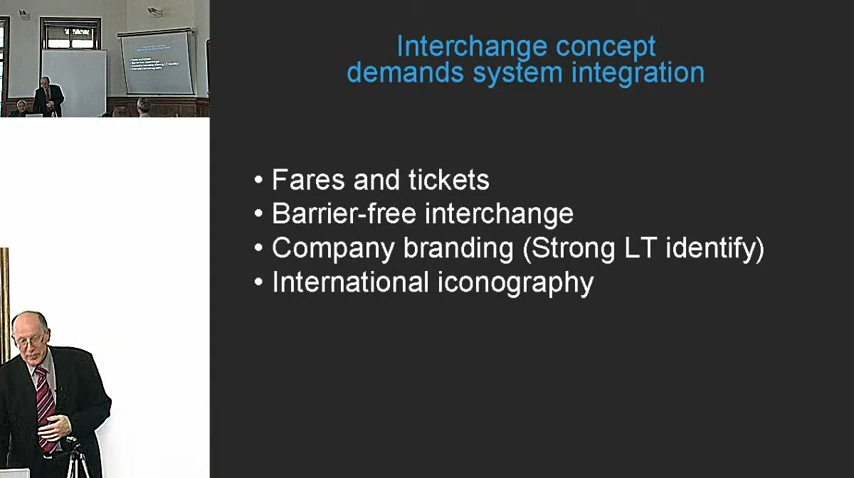 Interchange concept
demands system integration
• Fares and tickets
• Barrier-free interchange
• Company branding (Strong LT identify)
• International iconography